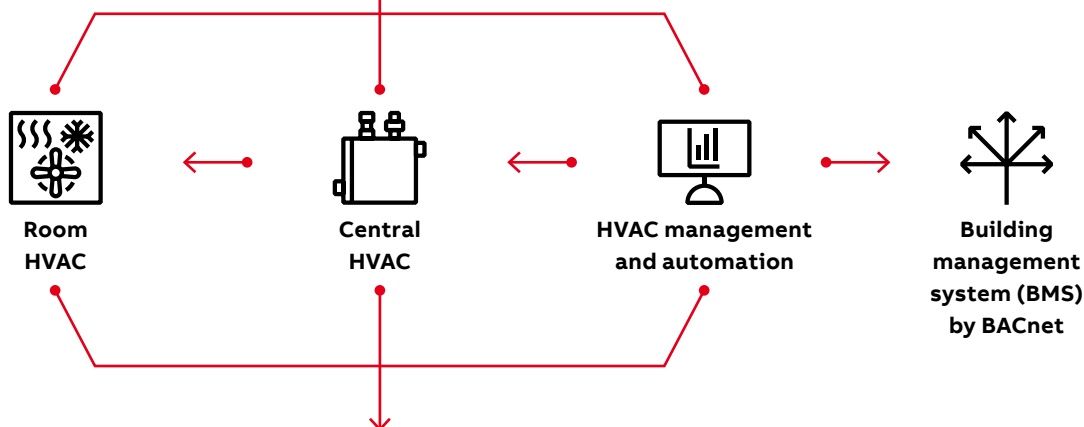 Room
HVAC
Central
HVAC
HVAC management
and automation
Building
management
system (BMS)
by BACnet